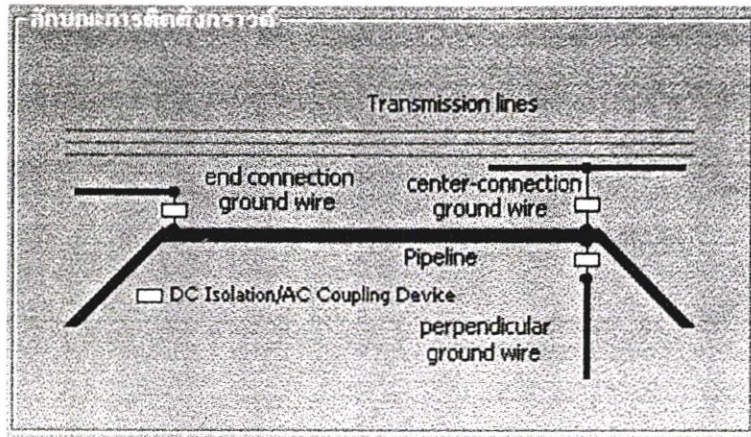 ลักษณะการติดตั้งกราวด์
Transmission lines
end connection
ground wire
center-connection
ground wire
Pipeline
DC Isolation/AC Coupling Device
perpendicular
ground wire